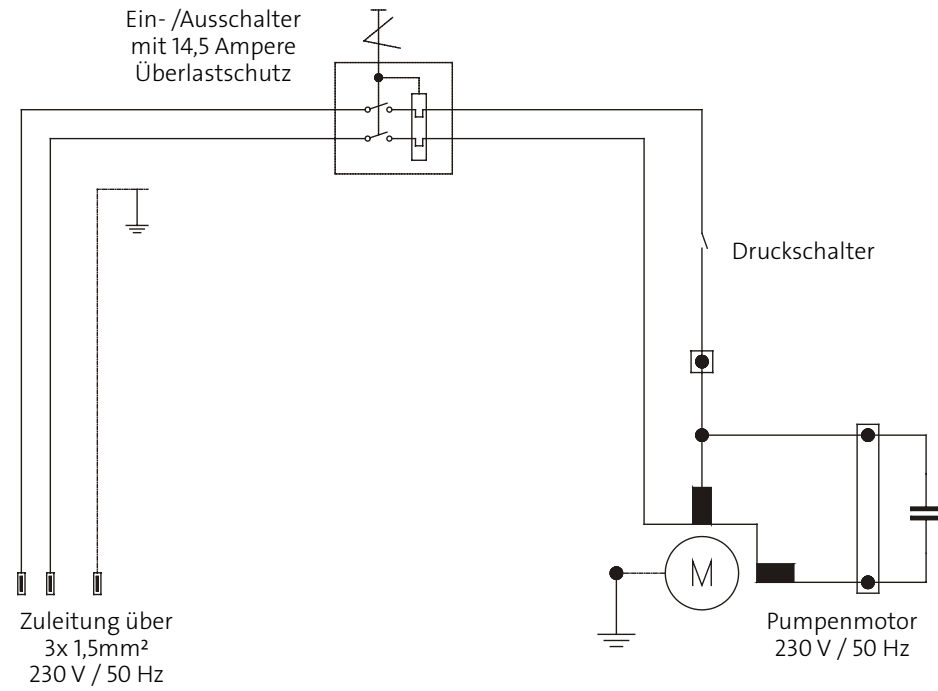 Ein- /Ausschalter
mit 14,5 Ampere
Überlastschutz
Druckschalter
M
Zuleitung über
3x 1,5mm²
230 V / 50 Hz
Pumpenmotor
230 V / 50 Hz